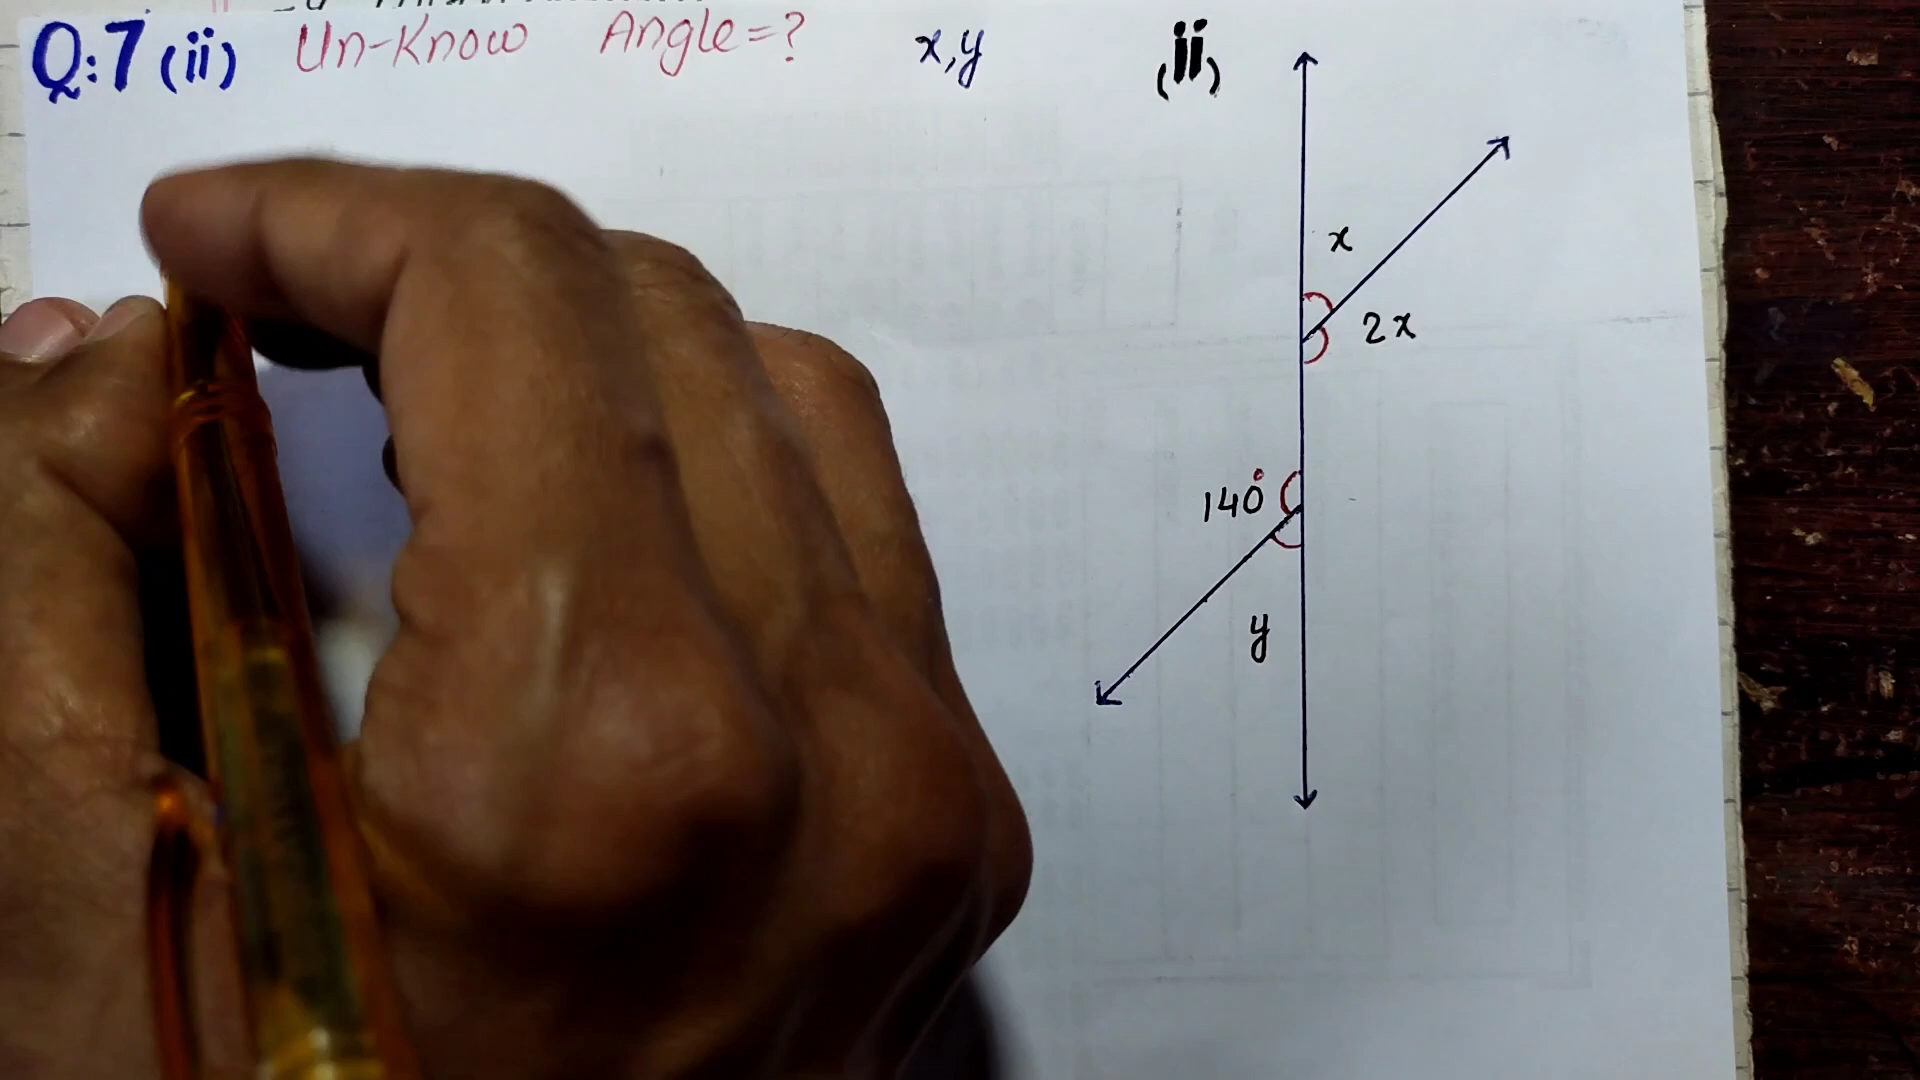 Q:7 (ii) Un-Know Angle=? x,y (ii)
x
2x
140°
y